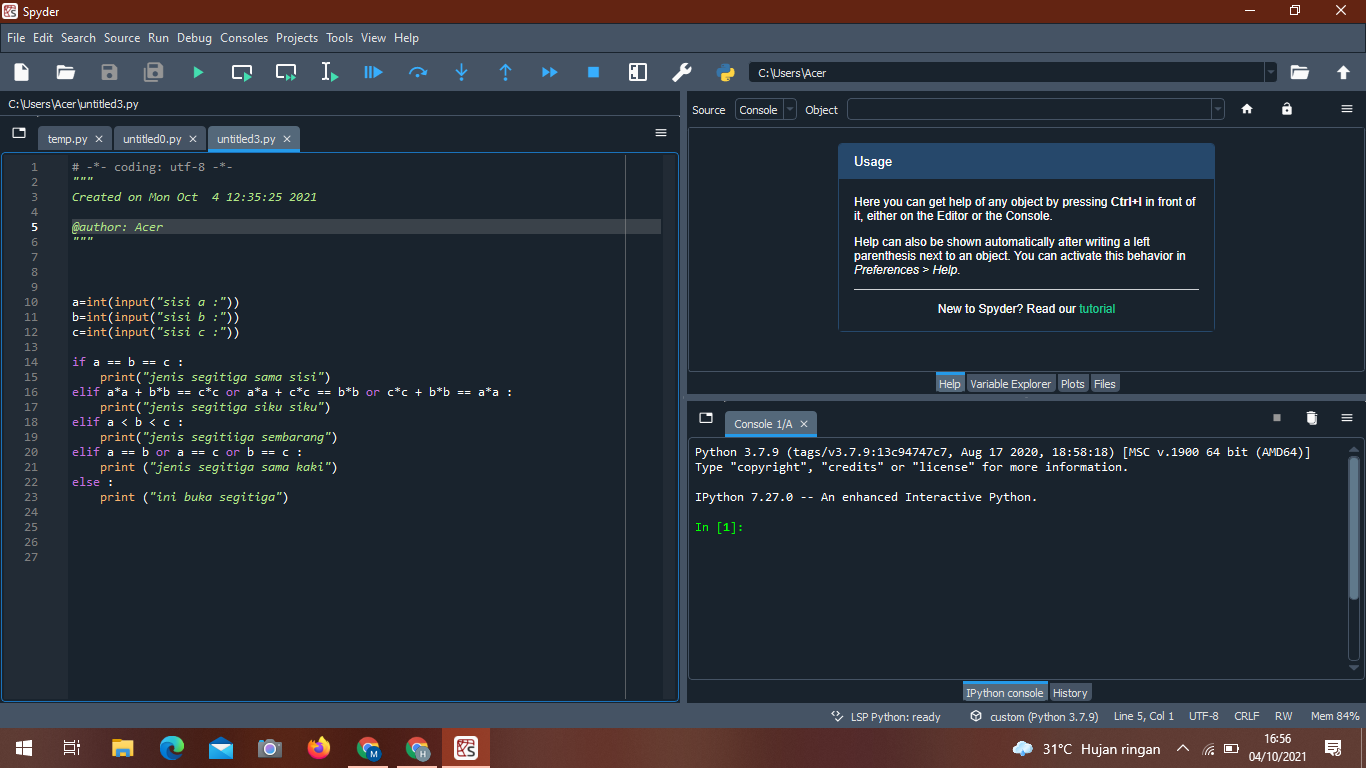 Spyder
File Edit Search Source Run Debug Consoles Projects Tools View Help
C:\Users\Acer
C:\Users\Acer\untitled3.py
temp.py
untitled0.py
untitled3.py
1 # -*- coding: utf-8 -*-
2 """
3 Created on Mon Oct  4 12:35:25 2021
4
5 @author: Acer
6 """
7
8
9
10 a=int(input("sisi a :"))
11 b=int(input("sisi b :"))
12 c=int(input("sisi c :"))
13
14 if a == b == c :
15     print("jenis segitiga sama sisi")
16 elif a*a + b*b == c*c or a*a + c*c == b*b or c*c + b*b == a*a :
17     print("jenis segitiga siku siku")
18 elif a < b < c :
19     print("jenis segitiiga sembarang")
20 elif a == b or a == c or b == c :
21     print ("jenis segitiga sama kaki")
22 else :
23     print ("ini buka segitiga")
24
25
26
27
Source Console Object
Usage
Here you can get help of any object by pressing Ctrl+I in front of
it, either on the Editor or the Console.
Help can also be shown automatically after writing a left
parenthesis next to an object. You can activate this behavior in
Preferences > Help.
New to Spyder? Read our tutorial
Help Variable Explorer Plots Files
Console 1/A
Python 3.7.9 (tags/v3.7.9:13c94747c7, Aug 17 2020, 18:58:18) [MSC v.1900 64 bit (AMD64)]
Type "copyright", "credits" or "license" for more information.
IPython 7.27.0 -- An enhanced Interactive Python.
In [1]:
IPython console History
LSP Python: ready custom (Python 3.7.9) Line 5, Col 1 UTF-8 CRLF RW Mem 84%
M
H
31°C Hujan ringan
16:56
04/10/2021